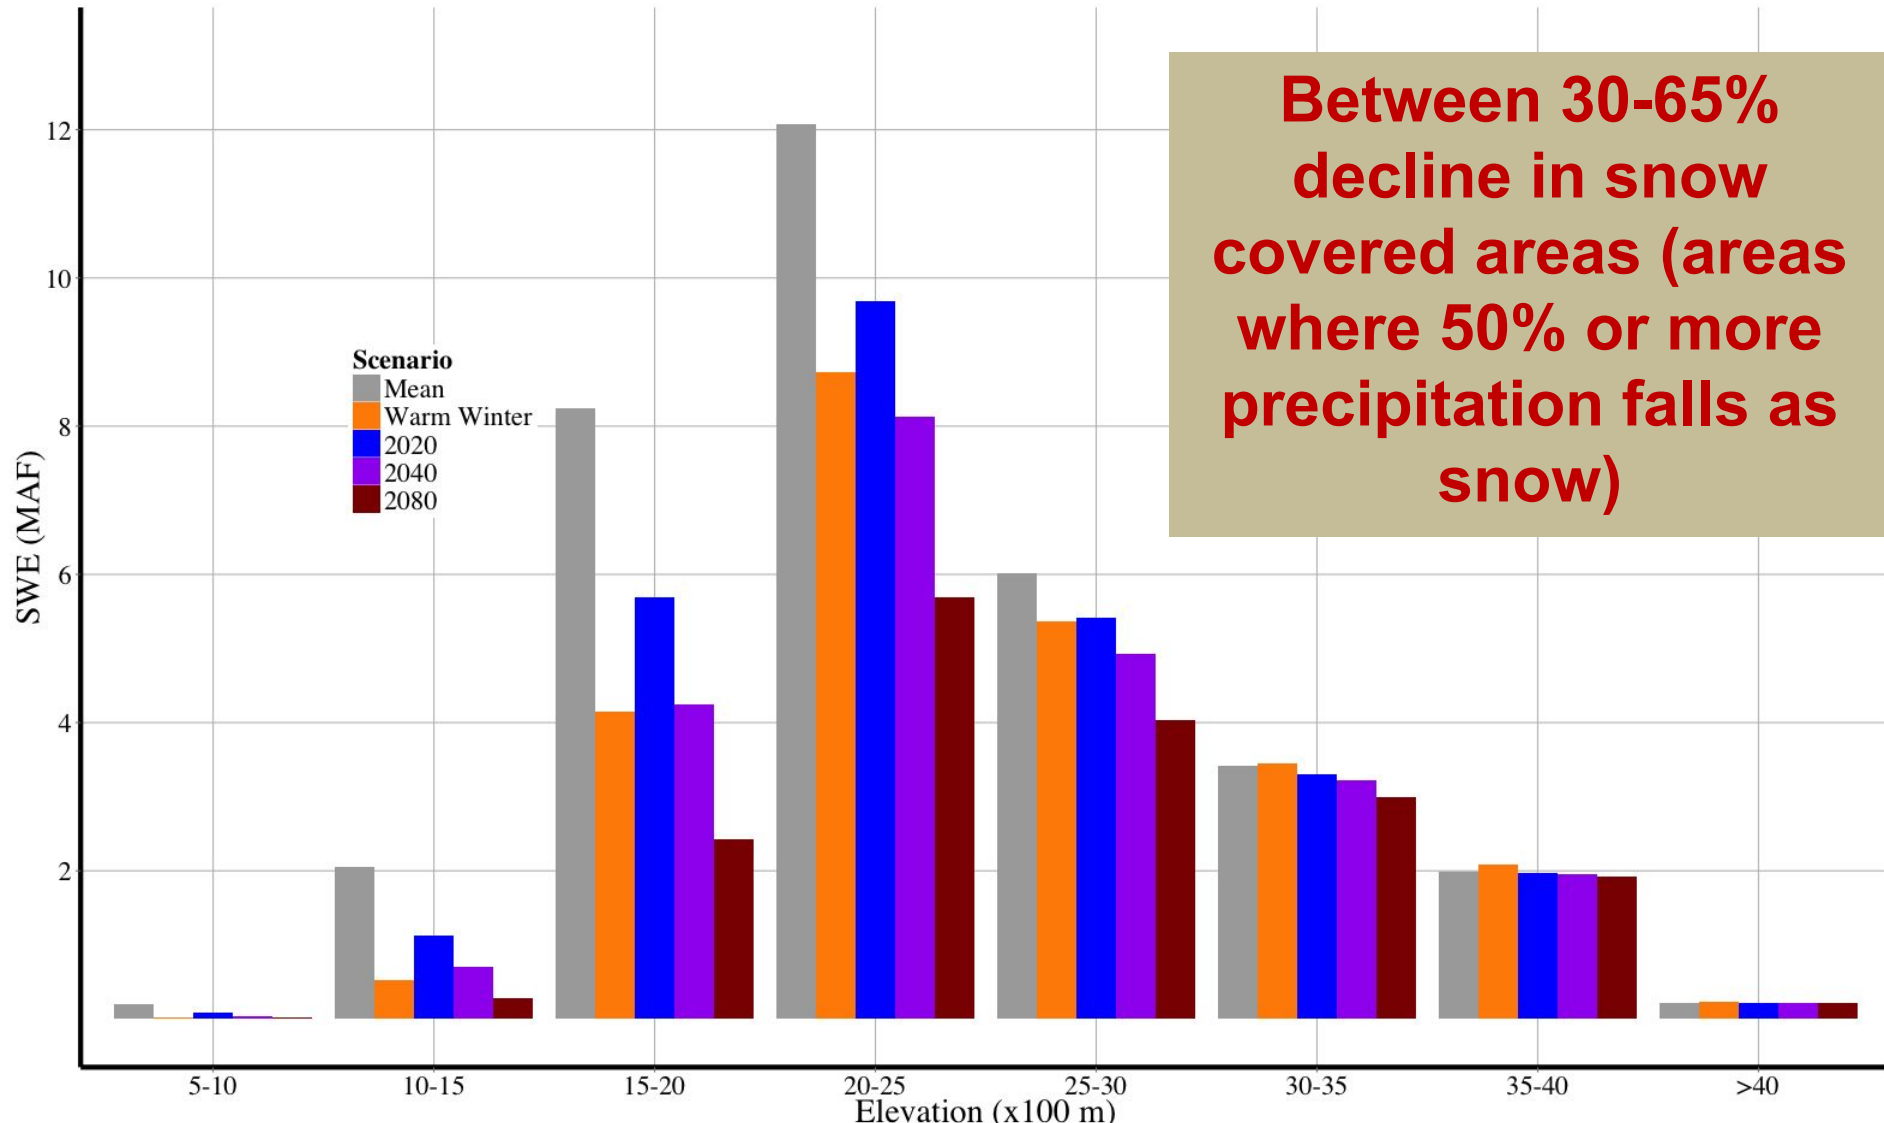 Between 30-65%
decline in snow
covered areas (areas
where 50% or more
precipitation falls as
snow)
Scenario
Mean
Warm Winter
2020
2040
2080
SWE (MAF)
12
10
8
6
4
2
5-10
10-15
15-20
20-25
25-30
30-35
35-40
>40
Elevation (x100 m)